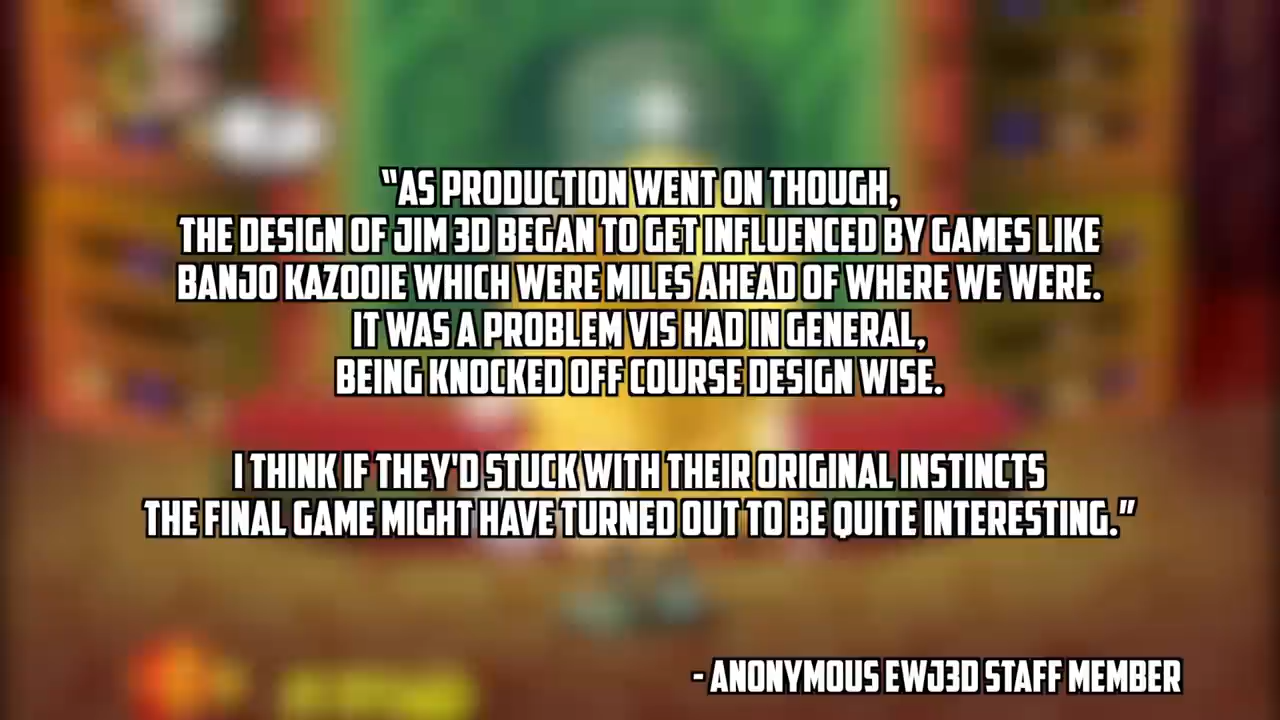 “AS PRODUCTION WENT ON THOUGH,
THE DESIGN OF JIM 3D BEGAN TO GET INFLUENCED BY GAMES LIKE
BANJO KAZOOIE WHICH WERE MILES AHEAD OF WHERE WE WERE.
IT WAS A PROBLEM VIS HAD IN GENERAL,
BEING KNOCKED OFF COURSE DESIGN WISE.
I THINK IF THEY'D STUCK WITH THEIR ORIGINAL INSTINCTS
THE FINAL GAME MIGHT HAVE TURNED OUT TO BE QUITE INTERESTING.”
- ANONYMOUS EWJ3D STAFF MEMBER